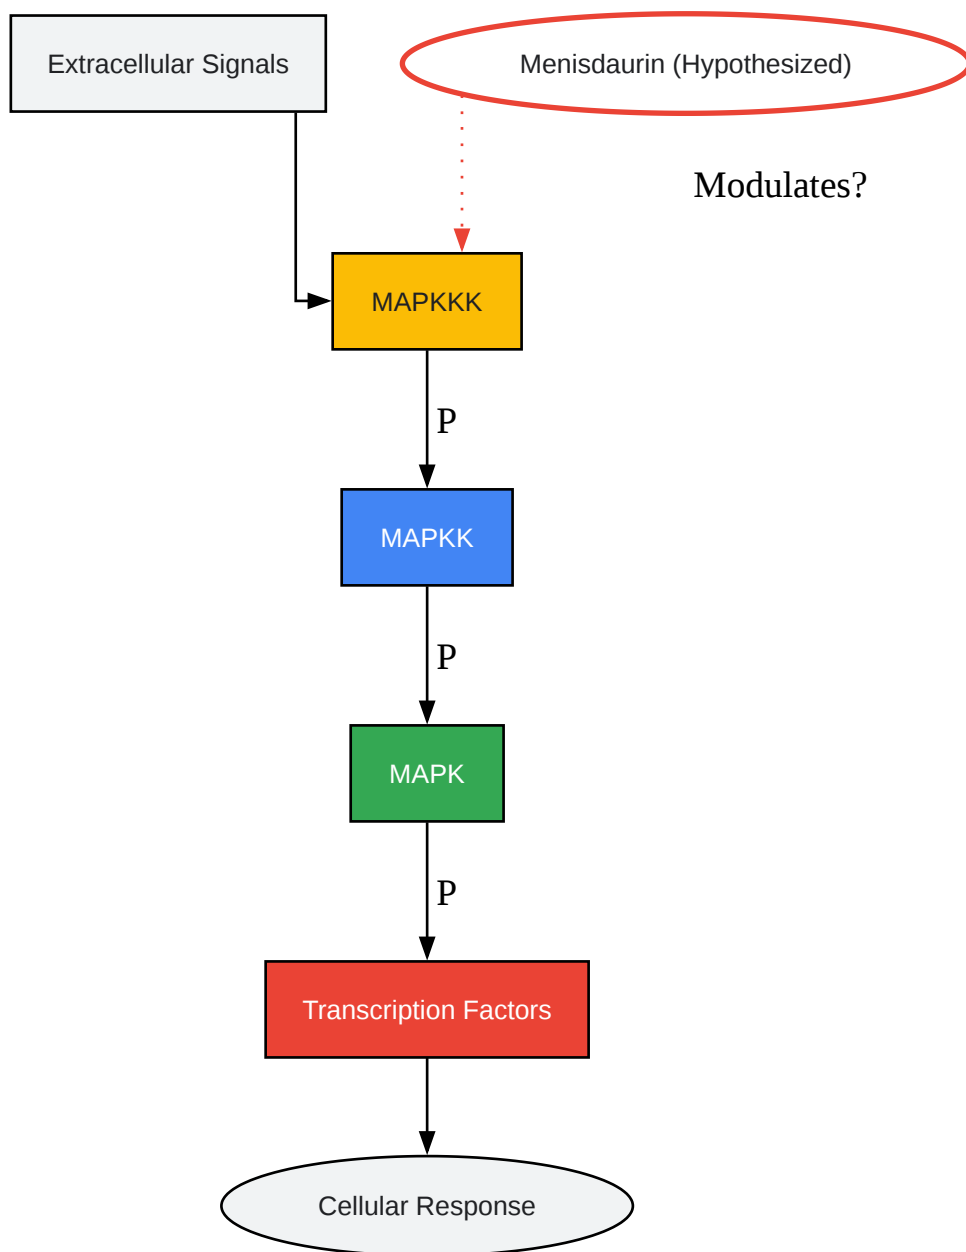 Extracellular Signals
Menisdaurin (Hypothesized)
Modulates?
MAPKKK
P
MAPKK
P
MAPK
P
Transcription Factors
Cellular Response